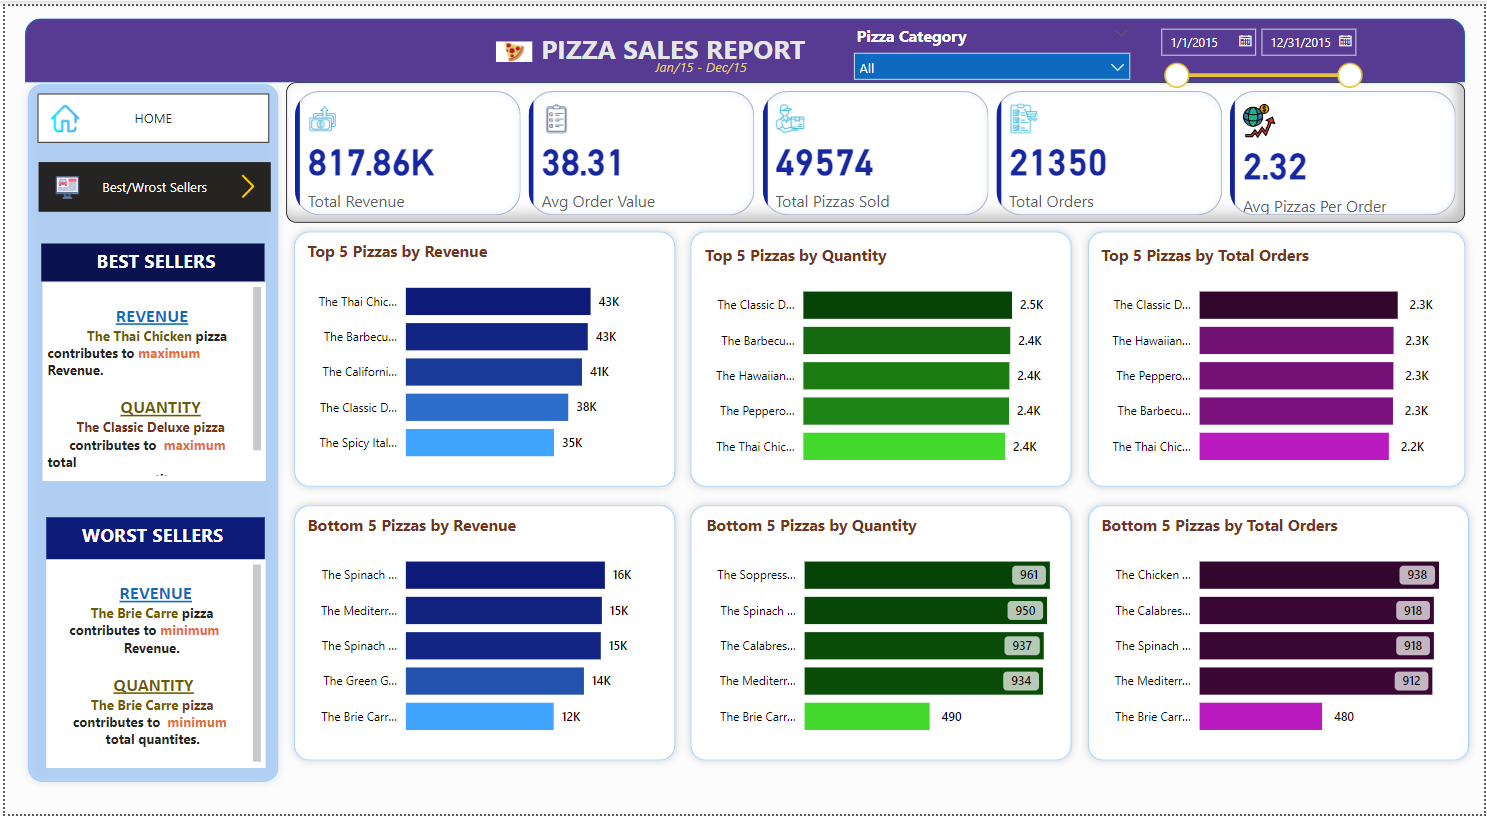 PIZZA SALES REPORT
Jan/15 - Dec/15
Pizza Category
All
1/1/2015
12/31/2015
HOME
Best/Wrost Sellers
817.86K
Total Revenue
38.31
Avg Order Value
49574
Total Pizzas Sold
21350
Total Orders
2.32
Avg Pizzas Per Order
BEST SELLERS
REVENUE
The Thai Chicken pizza
contributes to maximum
Revenue.
QUANTITY
The Classic Deluxe pizza
contributes to maximum
total
WORST SELLERS
REVENUE
The Brie Carre pizza
contributes to minimum
Revenue.
QUANTITY
The Brie Carre pizza
contributes to minimum
total quantites.
Top 5 Pizzas by Revenue
The Thai Chic... 43K
The Barbecu... 43K
The Californi... 41K
The Classic D... 38K
The Spicy Ital... 35K
Top 5 Pizzas by Quantity
The Classic D... 2.5K
The Barbecu... 2.4K
The Hawaiian... 2.4K
The Peppero... 2.4K
The Thai Chic... 2.4K
Top 5 Pizzas by Total Orders
The Classic D... 2.3K
The Hawaiian... 2.3K
The Peppero... 2.3K
The Barbecu... 2.3K
The Thai Chic... 2.2K
Bottom 5 Pizzas by Revenue
The Spinach ... 16K
The Mediterr... 15K
The Spinach ... 15K
The Green G... 14K
The Brie Carr... 12K
Bottom 5 Pizzas by Quantity
The Soppress... 961
The Spinach ... 950
The Calabres... 937
The Mediterr... 934
The Brie Carr... 490
Bottom 5 Pizzas by Total Orders
The Chicken ... 938
The Calabres... 918
The Spinach ... 918
The Mediterr... 912
The Brie Carr... 480